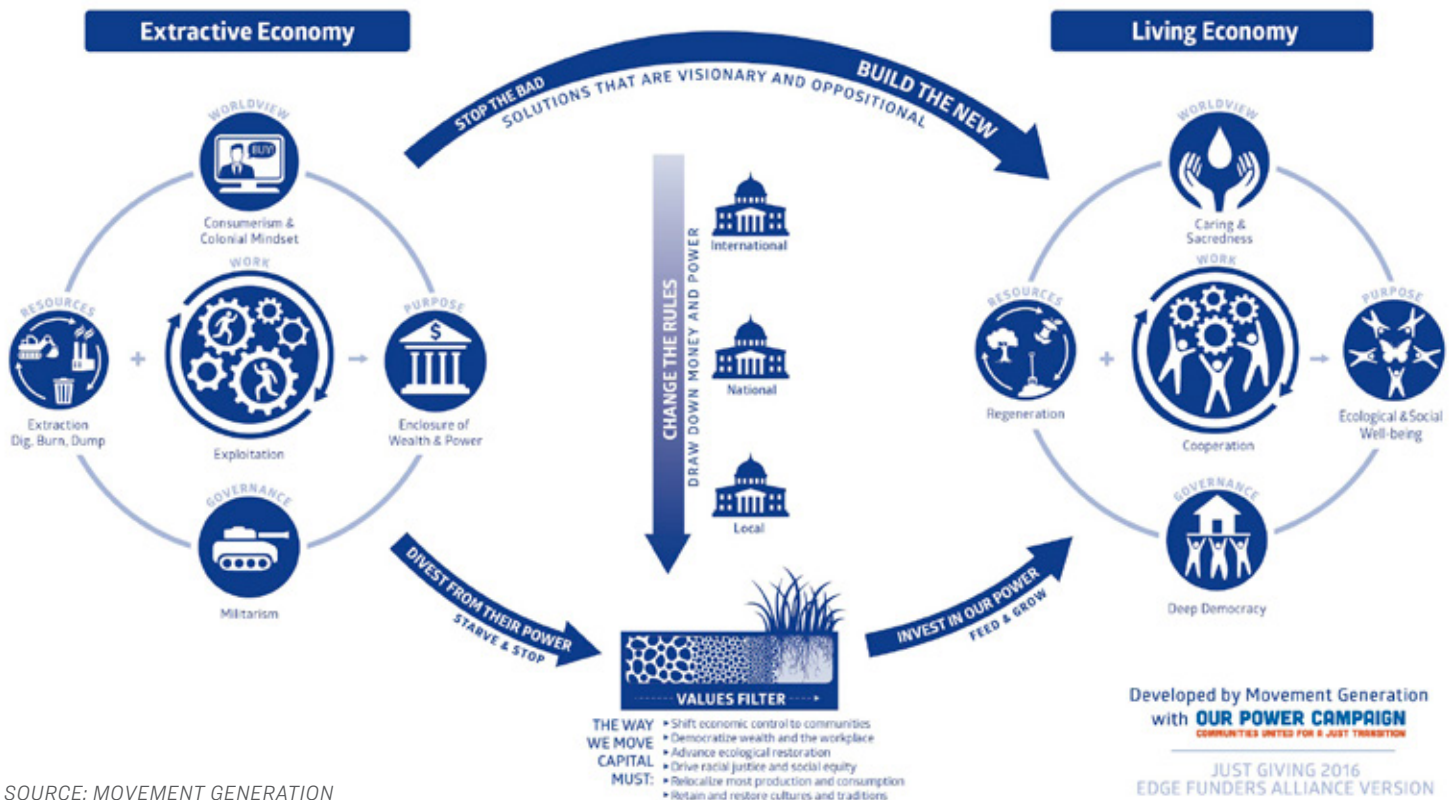 Extractive Economy
WORLDVIEW
BUY!
Consumerism &
Colonial Mindset
RESOURCES
Extraction
Dig, Burn, Dump
+
WORK
Exploitation
PURPOSE
$
Enclosure of
Wealth & Power
GOVERNANCE
Militarism
STOP THE BAD
BUILD THE NEW
SOLUTIONS THAT ARE VISIONARY AND OPPOSITIONAL
CHANGE THE RULES
DRAW DOWN MONEY AND POWER
International
National
Local
DIVEST FROM THEIR POWER
STARVE & STOP
VALUES FILTER
THE WAY
WE MOVE
CAPITAL
MUST:
▸ Shift economic control to communities
▸ Democratize wealth and the workplace
▸ Advance ecological restoration
▸ Drive racial justice and social equity
▸ Relocalize most production and consumption
▸ Retain and restore cultures and traditions
INVEST IN OUR POWER
FEED & GROW
Living Economy
WORLDVIEW
Caring &
Sacredness
RESOURCES
Regeneration
+
WORK
Cooperation
PURPOSE
Ecological & Social
Well-being
GOVERNANCE
Deep Democracy
Developed by Movement Generation
with OUR POWER CAMPAIGN
COMMUNITIES UNITED FOR A JUST TRANSITION
JUST GIVING 2016
EDGE FUNDERS ALLIANCE VERSION
SOURCE: MOVEMENT GENERATION